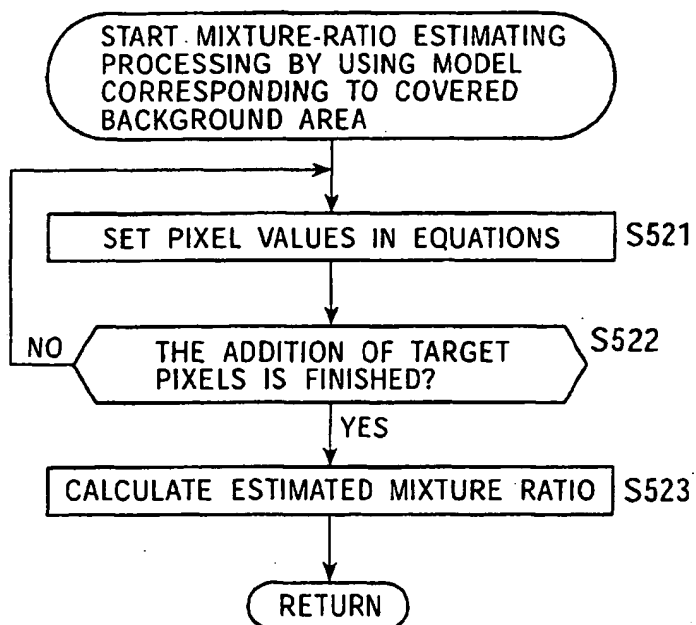 START MIXTURE-RATIO ESTIMATING
PROCESSING BY USING MODEL
CORRESPONDING TO COVERED
BACKGROUND AREA
SET PIXEL VALUES IN EQUATIONS
S521
THE ADDITION OF TARGET
PIXELS IS FINISHED?
S522
NO
YES
CALCULATE ESTIMATED MIXTURE RATIO
S523
RETURN